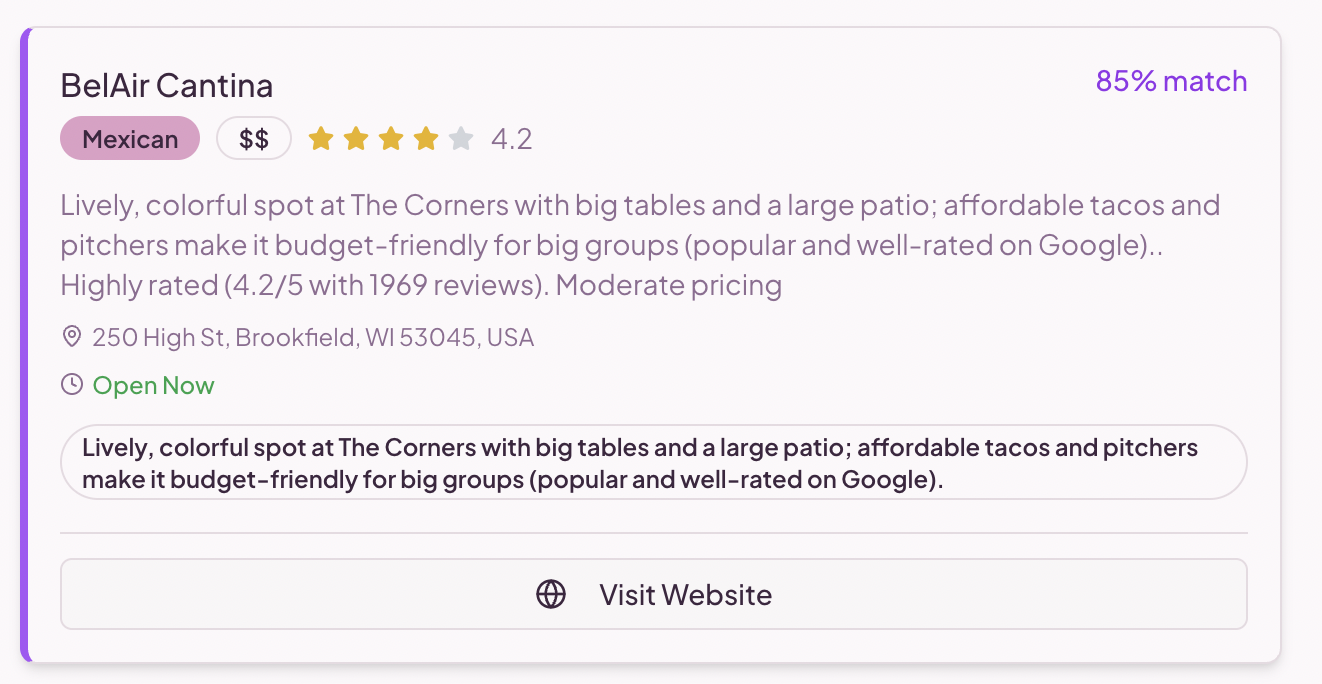 BelAir Cantina
85% match
Mexican
$$
4.2
Lively, colorful spot at The Corners with big tables and a large patio; affordable tacos and
pitchers make it budget-friendly for big groups (popular and well-rated on Google)..
Highly rated (4.2/5 with 1969 reviews). Moderate pricing
250 High St, Brookfield, WI 53045, USA
Open Now
Lively, colorful spot at The Corners with big tables and a large patio; affordable tacos and pitchers
make it budget-friendly for big groups (popular and well-rated on Google).
Visit Website